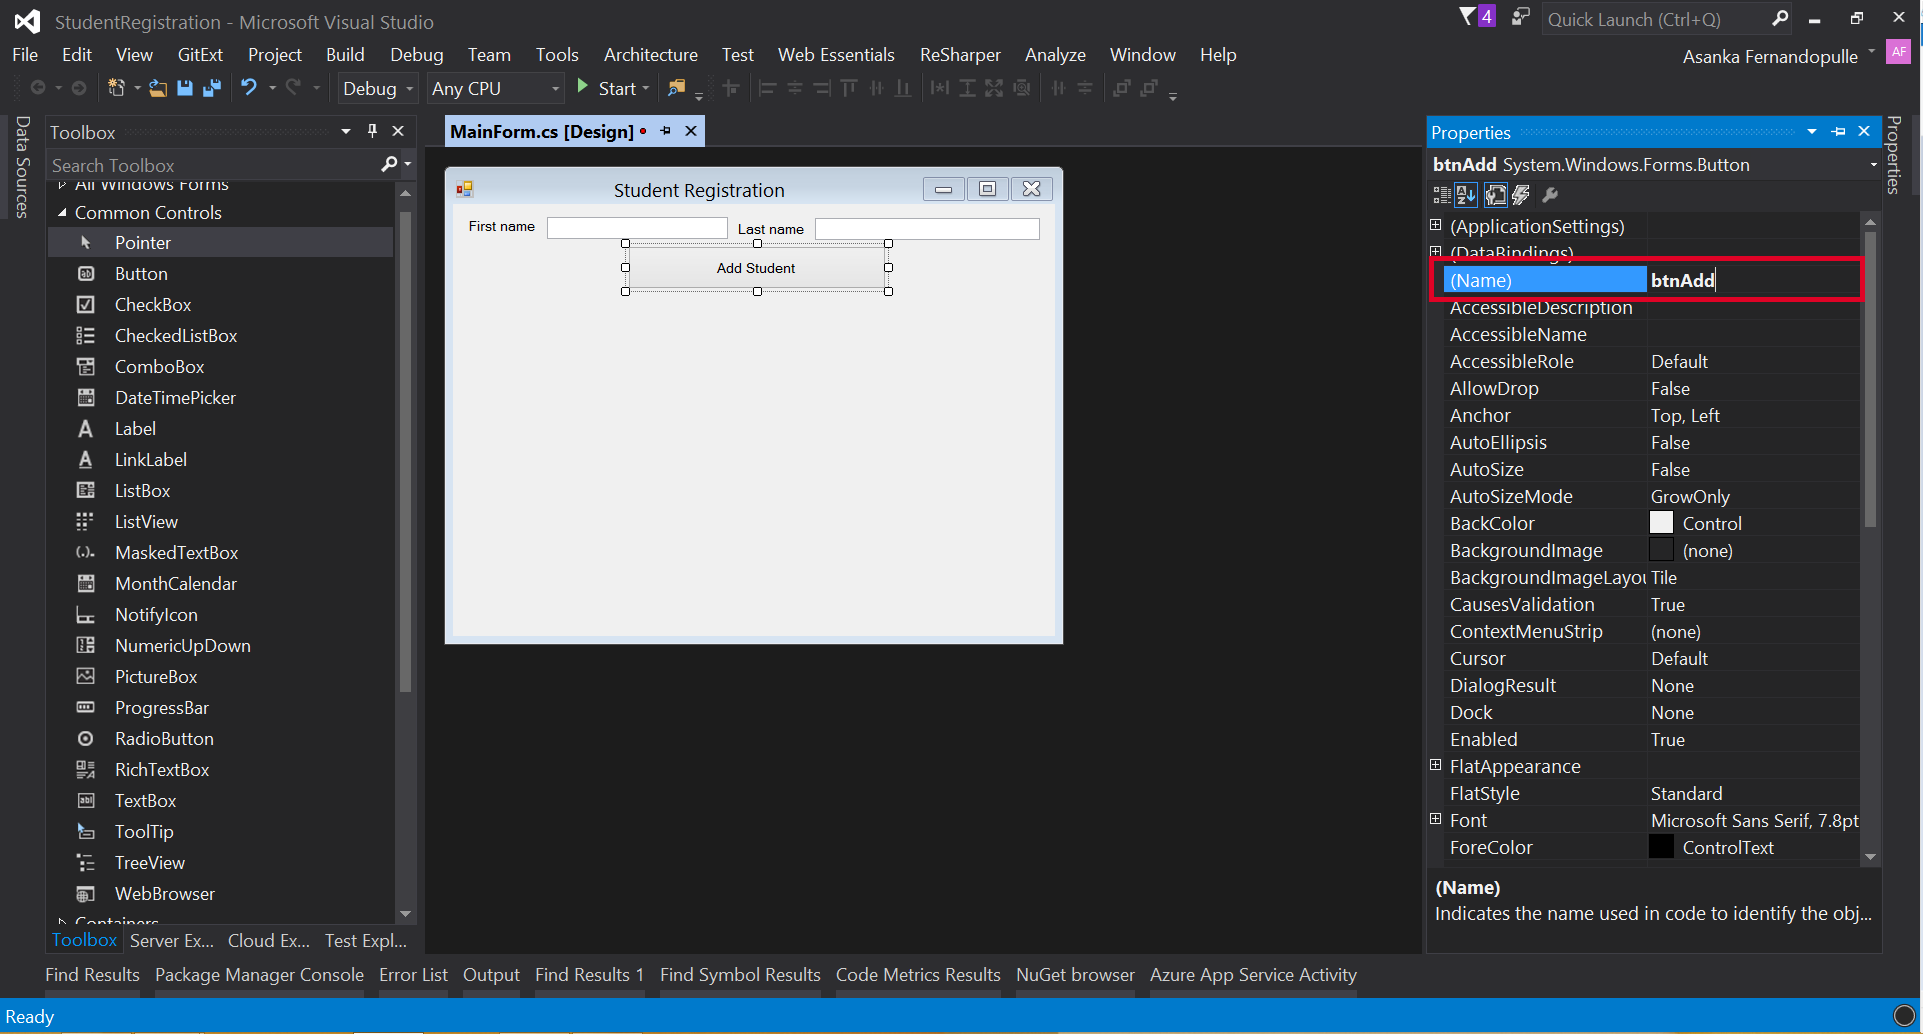 StudentRegistration - Microsoft Visual Studio
4
Quick Launch (Ctrl+Q)
File Edit View GitExt Project Build Debug Team Tools Architecture Test Web Essentials ReSharper Analyze Window Help
Asanka Fernandopulle
AF
Debug Any CPU Start
Data Sources
Toolbox
Search Toolbox
All Windows Forms
Common Controls
Pointer
Button
CheckBox
CheckedListBox
ComboBox
DateTimePicker
Label
LinkLabel
ListBox
ListView
MaskedTextBox
MonthCalendar
NotifyIcon
NumericUpDown
PictureBox
ProgressBar
RadioButton
RichTextBox
TextBox
ToolTip
TreeView
WebBrowser
Containers
Toolbox Server Ex... Cloud Ex... Test Expl...
MainForm.cs [Design]
Student Registration
First name
Last name
Add Student
Properties
Properties
btnAdd System.Windows.Forms.Button
(ApplicationSettings)
(DataBindings)
(Name) btnAdd
AccessibleDescription
AccessibleName
AccessibleRole Default
AllowDrop False
Anchor Top, Left
AutoEllipsis False
AutoSize False
AutoSizeMode GrowOnly
BackColor Control
BackgroundImage (none)
BackgroundImageLayou Tile
CausesValidation True
ContextMenuStrip (none)
Cursor Default
DialogResult None
Dock None
Enabled True
FlatAppearance
FlatStyle Standard
Font Microsoft Sans Serif, 7.8pt
ForeColor ControlText
(Name)
Indicates the name used in code to identify the obj...
Find Results Package Manager Console Error List Output Find Results 1 Find Symbol Results Code Metrics Results NuGet browser Azure App Service Activity
Ready